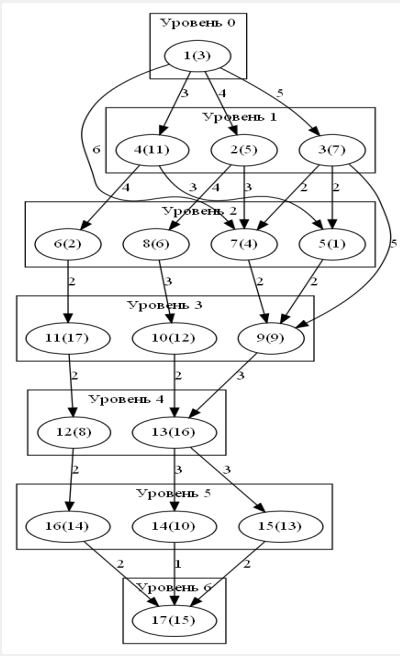 Уровень 0
1(3)
3 4 5
Уровень 1
4(11) 2(5) 3(7)
6
4 3 4 3 2 2
5
Уровень 2
6(2) 8(6) 7(4) 5(1)
2 3 2 2
Уровень 3
11(17) 10(12) 9(9)
2 2 3
Уровень 4
12(8) 13(16)
2 3 3
Уровень 5
16(14) 14(10) 15(13)
2 1 2
Уровень 6
17(15)